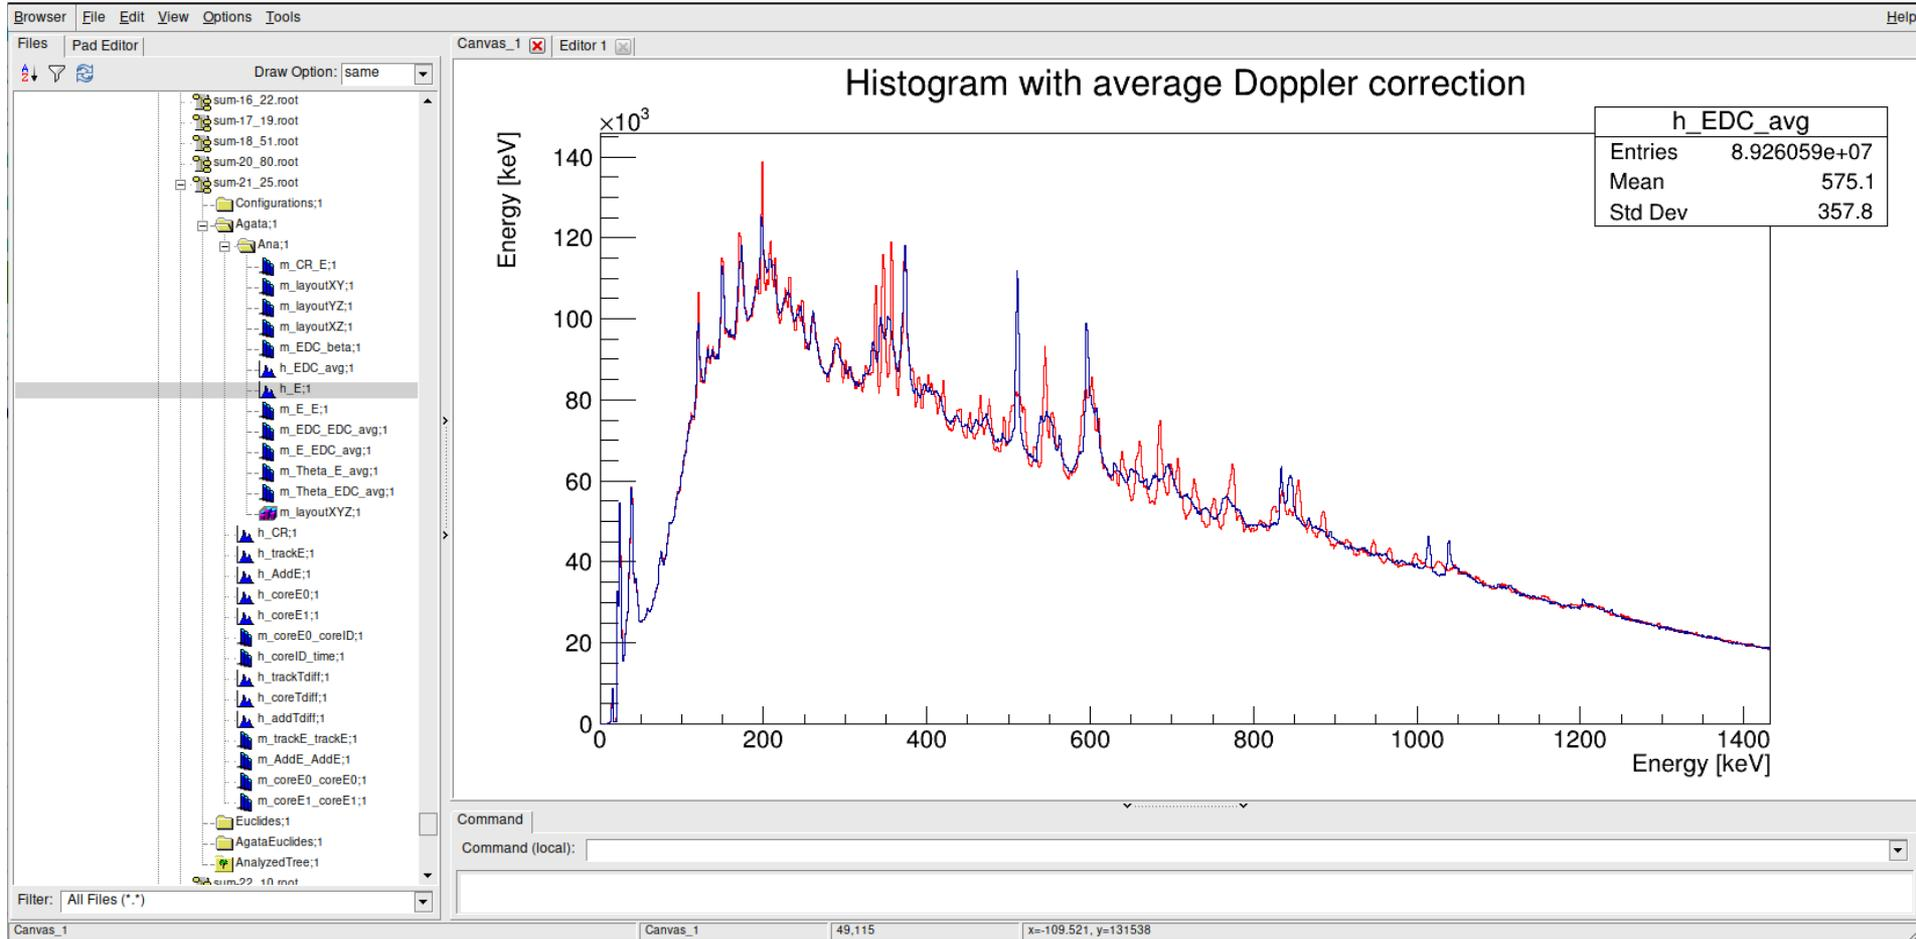 Browser File Edit View Options Tools Help
Files Pad Editor
Draw Option: same
sum-16_22.root
sum-17_19.root
sum-18_51.root
sum-20_80.root
sum-21_25.root
Configurations;1
Agata;1
Ana;1
m_CR_E;1
m_layoutXY;1
m_layoutYZ;1
m_layoutXZ;1
m_EDC_beta;1
h_EDC_avg;1
h_E;1
m_E_E;1
m_EDC_EDC_avg;1
m_E_EDC_avg;1
m_Theta_E_avg;1
m_Theta_EDC_avg;1
m_layoutXYZ;1
h_CR;1
h_trackE;1
h_AddE;1
h_coreE0;1
h_coreE1;1
m_coreE0_coreID;1
h_coreID_time;1
h_trackTdiff;1
h_coreTdiff;1
h_addTdiff;1
m_trackE_trackE;1
m_AddE_AddE;1
m_coreE0_coreE0;1
m_coreE1_coreE1;1
Euclides;1
AgataEuclides;1
AnalyzedTree;1
sum-22_10.root
Filter: All Files (*.*)
Canvas_1 Editor 1
Histogram with average Doppler correction
×10³
Energy [keV]
140
120
100
80
60
40
20
0
0 200 400 600 800 1000 1200 1400
Energy [keV]
h_EDC_avg
Entries 8.926059e+07
Mean 575.1
Std Dev 357.8
Command
Command (local):
Canvas_1 Canvas_1 49,115 x=-109.521, y=131538